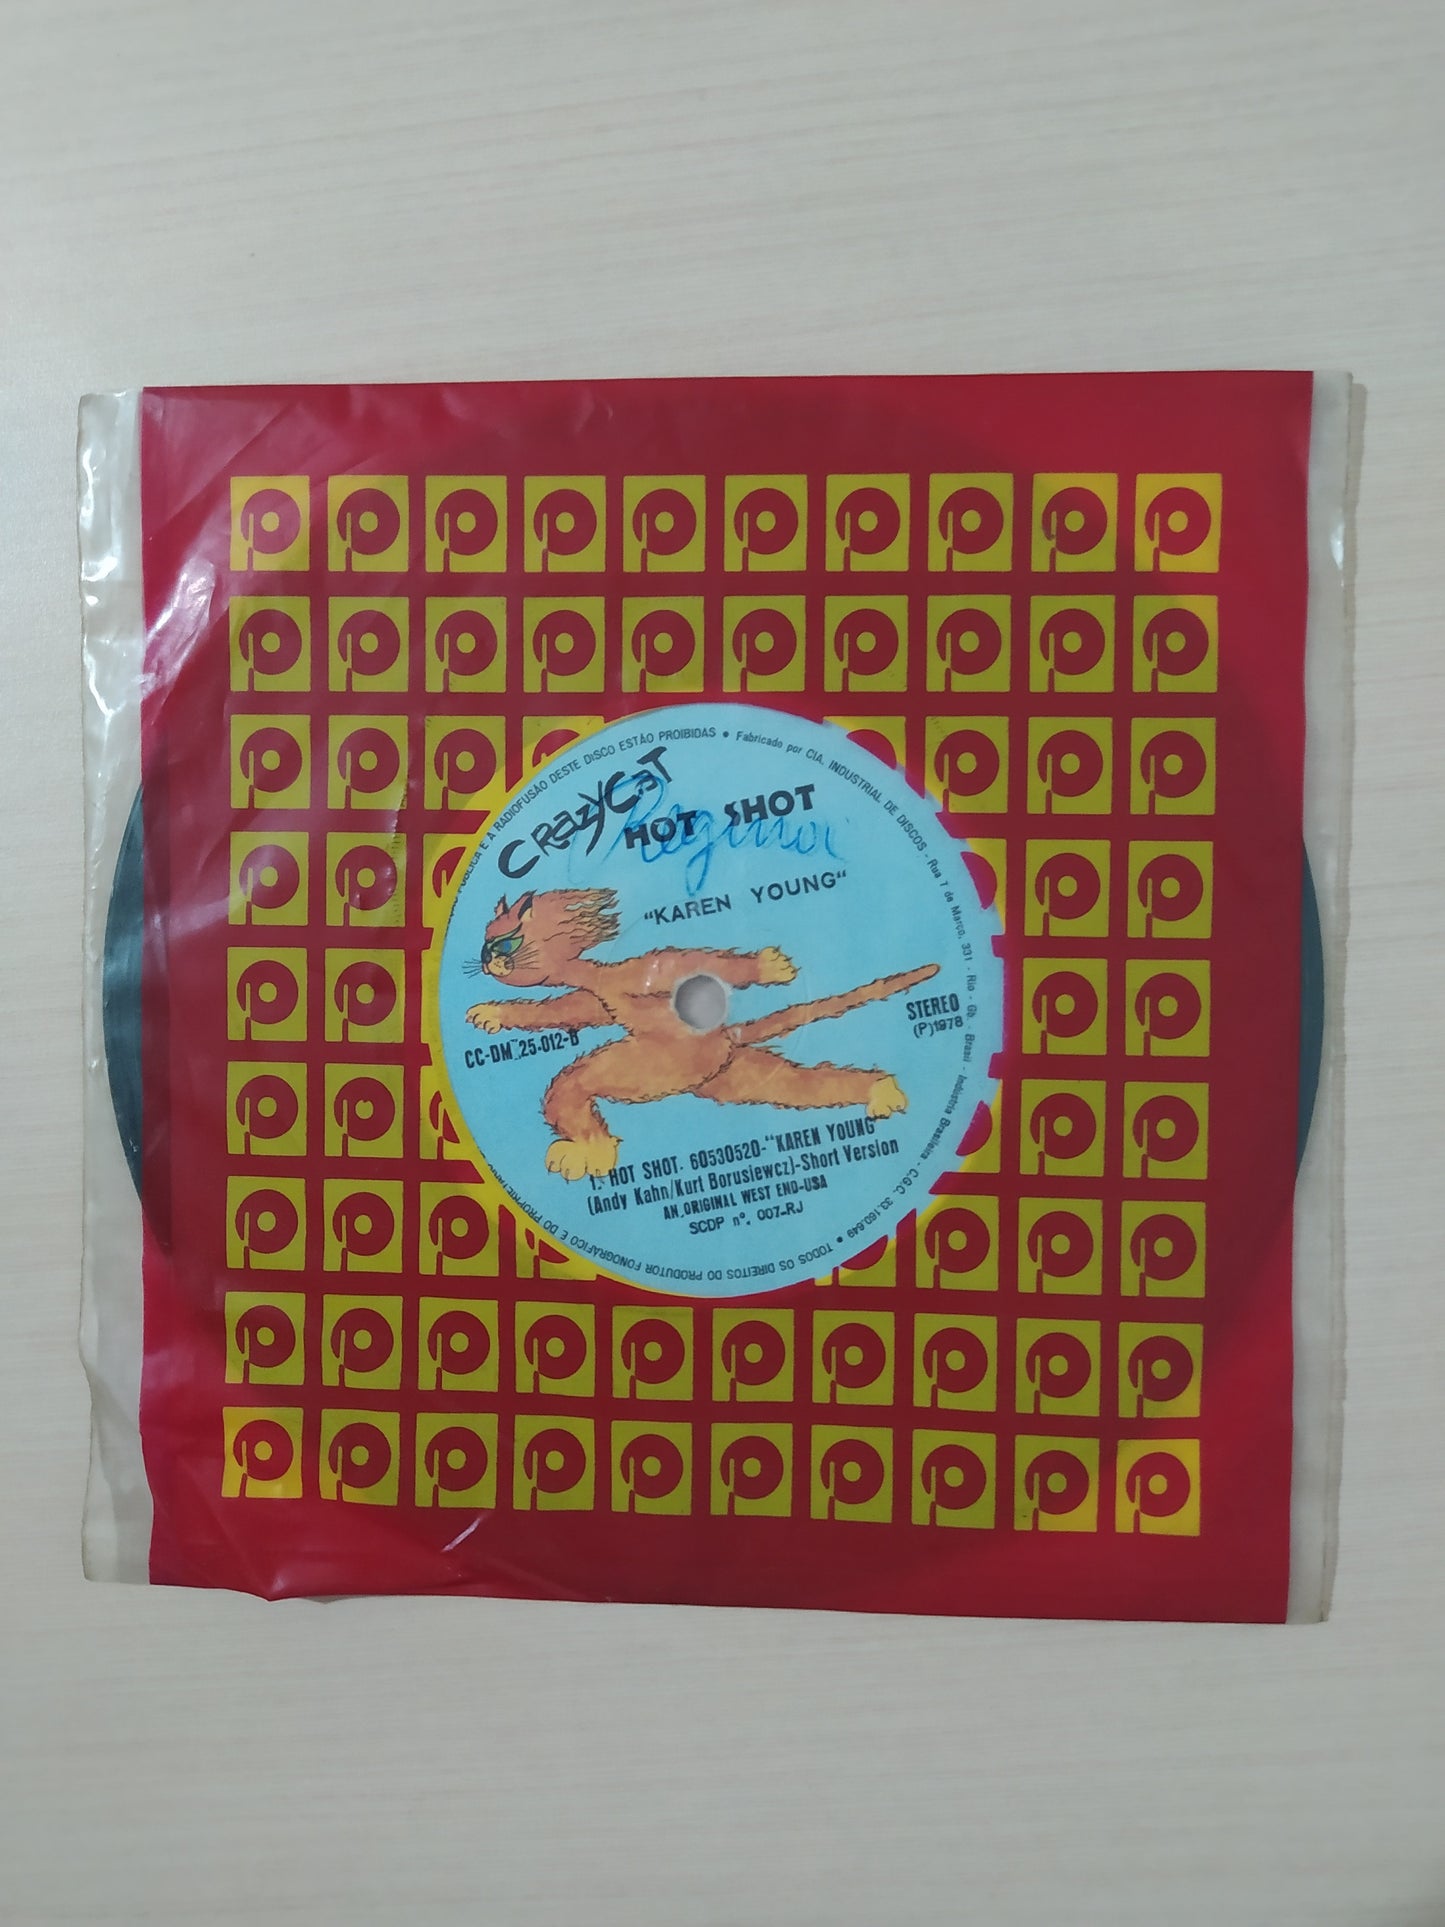 CrazyCaT
HOT SHOT
Regina
"KAREN YOUNG"
STEREO
(P)1978
CC-DM.25-012-B
1. HOT SHOT. 60530520-"KAREN YOUNG"
(Andy Kahn/Kurt Borusiewcz)-Short Version
AN.ORIGINAL WEST END-USA
SCDP nº. 007-RJ
TODOS OS DIREITOS DO PRODUTOR FONOGRÁFICO E DO PROPRIETÁRIO
PÚBLICA E A RADIOFUSÃO DESTE DISCO ESTÃO PROIBIDAS • Fabricado por CIA. INDUSTRIAL DE DISCOS - Rua 7 de Março, 331 - Rio - Gb. - Brasil - Indústria Brasileira - C.G.C. 33.160.649 •